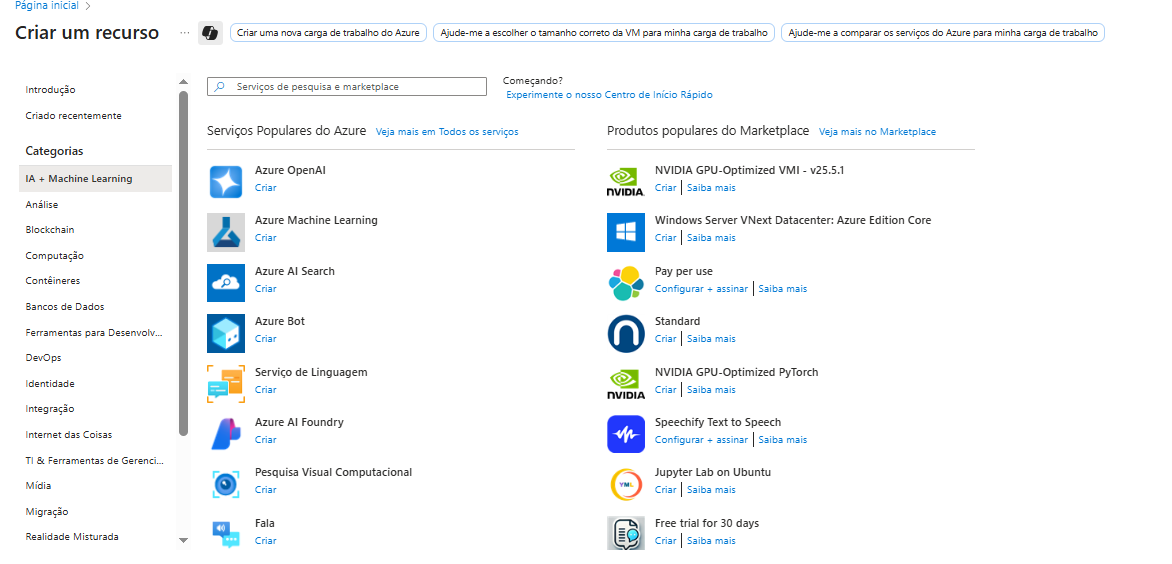 Página inicial
Criar um recurso
...
Criar uma nova carga de trabalho do Azure
Ajude-me a escolher o tamanho correto da VM para minha carga de trabalho
Ajude-me a comparar os serviços do Azure para minha carga de trabalho
Introdução
Criado recentemente
Categorias
IA + Machine Learning
Análise
Blockchain
Computação
Contêineres
Bancos de Dados
Ferramentas para Desenvolv...
DevOps
Identidade
Integração
Internet das Coisas
TI & Ferramentas de Gerenci...
Mídia
Migração
Realidade Misturada
Serviços de pesquisa e marketplace
Começando?
Experimente o nosso Centro de Início Rápido
Serviços Populares do Azure Veja mais em Todos os serviços
Azure OpenAI
Criar
Azure Machine Learning
Criar
Azure AI Search
Criar
Azure Bot
Criar
Serviço de Linguagem
Criar
Azure AI Foundry
Criar
Pesquisa Visual Computacional
Criar
Fala
Criar
Produtos populares do Marketplace Veja mais no Marketplace
NVIDIA
NVIDIA GPU-Optimized VMI - v25.5.1
Criar | Saiba mais
Windows Server VNext Datacenter: Azure Edition Core
Criar | Saiba mais
Pay per use
Configurar + assinar | Saiba mais
Standard
Criar | Saiba mais
NVIDIA
NVIDIA GPU-Optimized PyTorch
Criar | Saiba mais
Speechify Text to Speech
Configurar + assinar | Saiba mais
YML
Jupyter Lab on Ubuntu
Criar | Saiba mais
Free trial for 30 days
Criar | Saiba mais